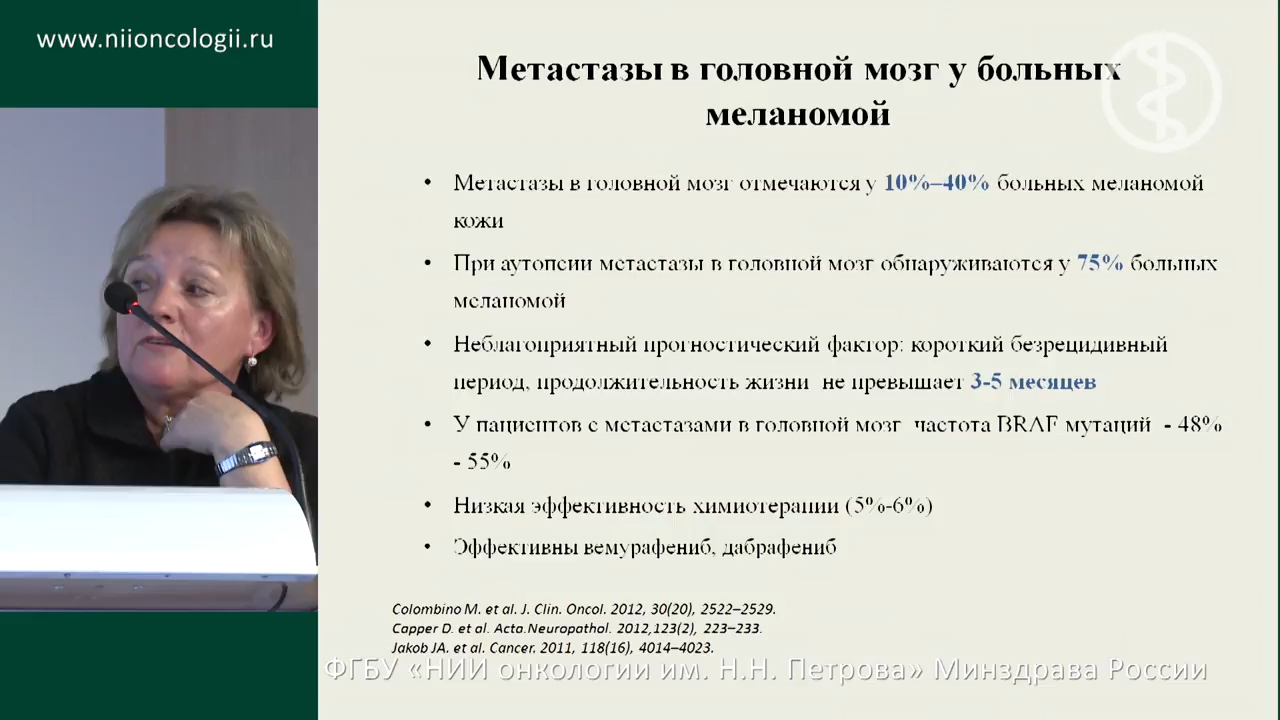 www.niioncologii.ru
Метастазы в головной мозг у больных
меланомой
• Метастазы в головной мозг отмечаются у 10%–40% больных меланомой
кожи
• При аутопсии метастазы в головной мозг обнаруживаются у 75% больных
меланомой
• Неблагоприятный прогностический фактор: короткий безрецидивный
период, продолжительность жизни не превышает 3-5 месяцев
• У пациентов с метастазами в головной мозг частота BRAF мутаций - 48%
- 55%
• Низкая эффективность химиотерапии (5%-6%)
• Эффективны вемурафениб, дабрафениб
Colombino M. et al. J. Clin. Oncol. 2012, 30(20), 2522–2529.
Capper D. et al. Acta Neuropathol. 2012,123(2), 223–233.
Jakob JA. et al. Cancer. 2011, 118(16), 4014–4023.
ФГБУ «НИИ онкологии им. Н.Н. Петрова» Минздрава России